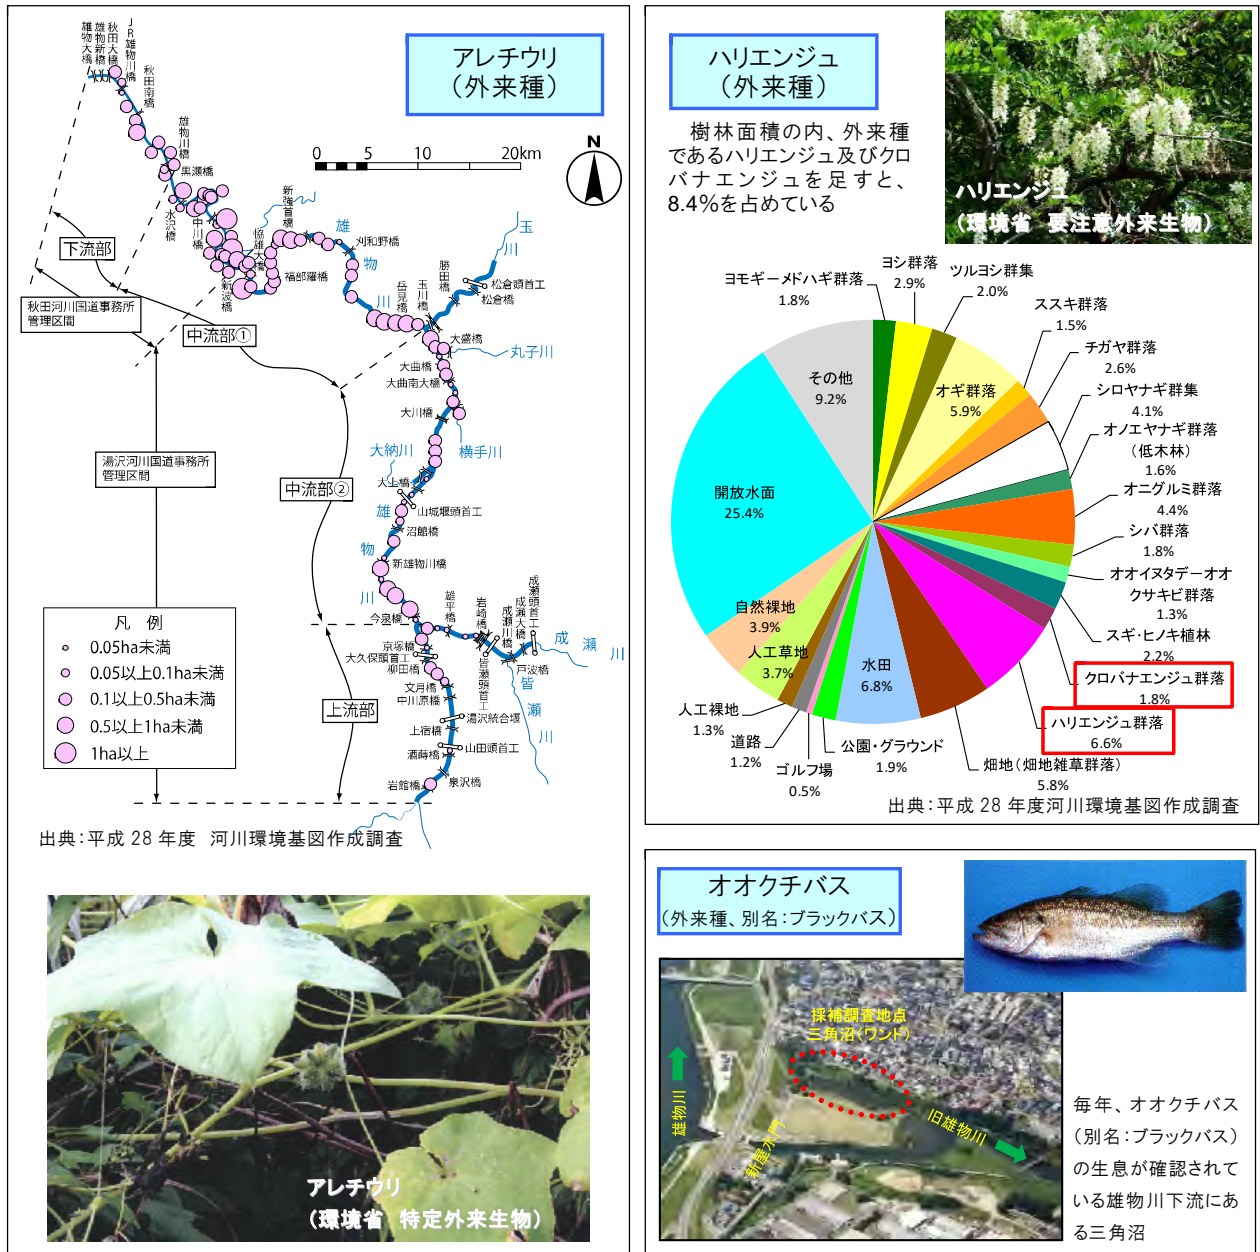 アレチウリ
（外来種）
雄物大橋
雄物新橋
秋田大橋
JR雄物川橋
秋田南橋
雄物川橋
黒瀬橋
水沢橋
中川橋
新波橋
協雄大橋
新強首橋
福部羅橋
刈和野橋
岳見橋
玉川橋
勝田橋
松倉頭首工
松倉橋
玉川
雄物川
0 5 10 20km
N
下流部
秋田河川国道事務所
管理区間
中流部①
大盛橋
丸子川
大曲橋
大曲南大橋
大川橋
横手川
大納川
大上橋
山城堰頭首工
湯沢河川国道事務所
管理区間
中流部②
雄物川
沼館橋
新雄物川橋
今泉橋
雄平橋
岩崎橋
成瀬川橋
成瀬大橋
成瀬頭首工
成瀬川
京塚橋
大久保頭首工
柳田橋
皆瀬頭首工
戸波橋
皆瀬川
文月橋
中川原橋
上流部
湯沢統合堰
上宿橋
山田頭首工
酒蒔橋
岩館橋
泉沢橋
凡 例
0.05ha未満
0.05以上0.1ha未満
0.1以上0.5ha未満
0.5以上1ha未満
1ha以上
出典：平成 28 年度 河川環境基図作成調査
アレチウリ
（環境省 特定外来生物）
ハリエンジュ
（外来種）
樹林面積の内、外来種
であるハリエンジュ及びクロ
バナエンジュを足すと、
8.4％を占めている
ハリエンジュ
（環境省 要注意外来生物）
ヨモギーメドハギ群落
1.8%
ヨシ群落
2.9%
ツルヨシ群集
2.0%
オギ群落
5.9%
ススキ群落
1.5%
チガヤ群落
2.6%
シロヤナギ群集
4.1%
オノエヤナギ群落
（低木林）
1.6%
オニグルミ群落
4.4%
シバ群落
1.8%
オオイヌタデーオオ
クサキビ群落
1.3%
スギ・ヒノキ植林
2.2%
クロバナエンジュ群落
1.8%
ハリエンジュ群落
6.6%
畑地（畑地雑草群落）
5.8%
水田
6.8%
公園・グラウンド
1.9%
ゴルフ場
0.5%
道路
1.2%
人工裸地
1.3%
人工草地
3.7%
自然裸地
3.9%
開放水面
25.4%
その他
9.2%
出典：平成 28 年度河川環境基図作成調査
オオクチバス
（外来種、別名：ブラックバス）
採補調査地点
三角沼（ワンド）
雄物川
新屋水門
旧雄物川
毎年、オオクチバス
（別名：ブラックバス）
の生息が確認されて
いる雄物川下流にあ
る三角沼